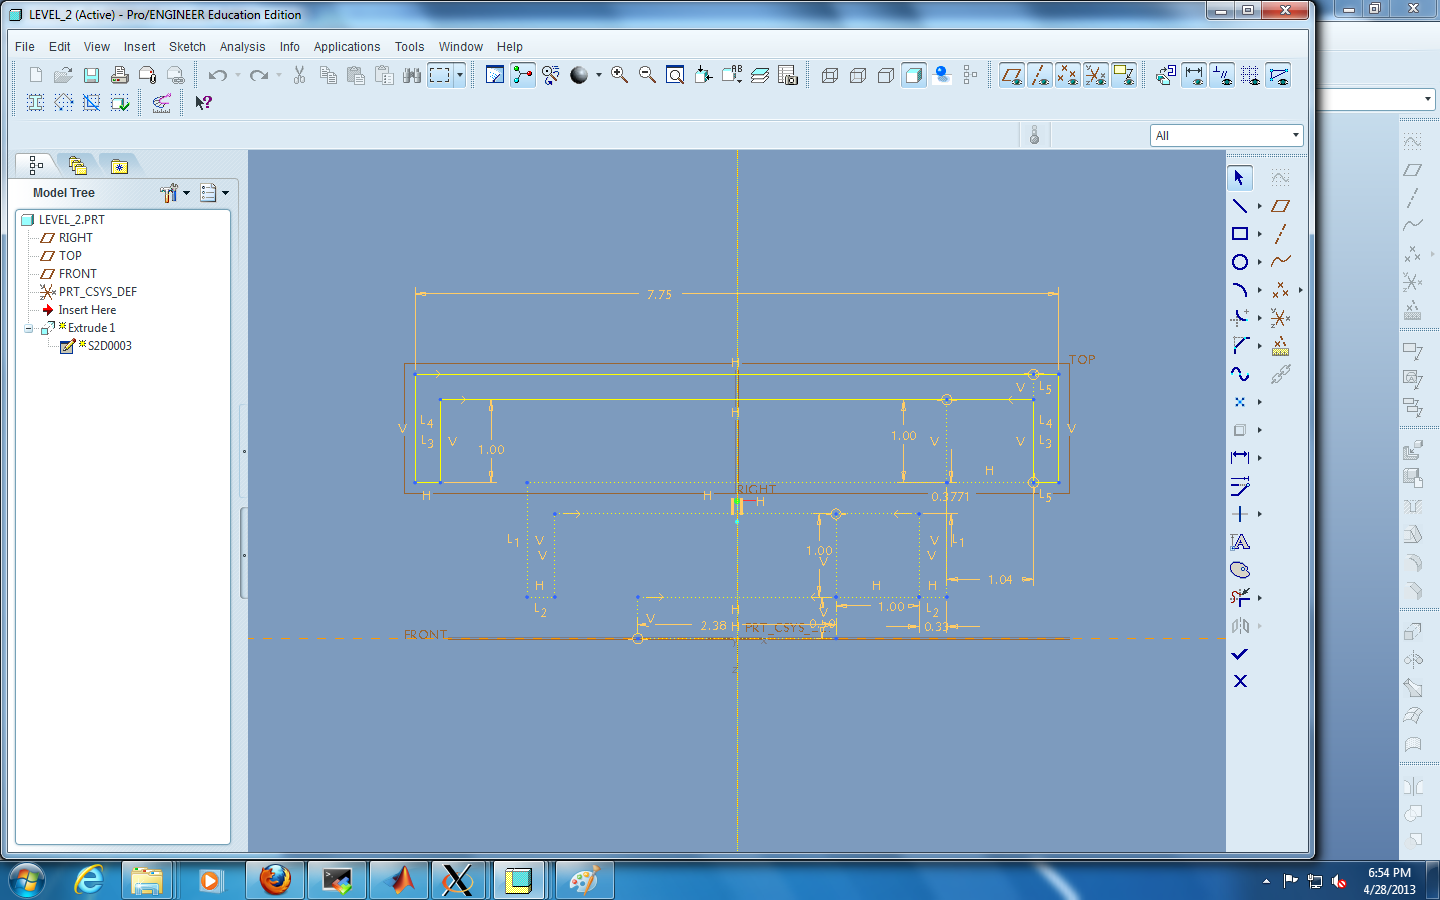 LEVEL_2 (Active) - Pro/ENGINEER Education Edition
File Edit View Insert Sketch Analysis Info Applications Tools Window Help
All
Model Tree
LEVEL_2.PRT
RIGHT
TOP
FRONT
PRT_CSYS_DEF
Insert Here
Extrude 1
S2D0003
7.75
H
TOP
V L5
H
L4 L4
V V
L3 V 1.00 1.00 V V L3
H
H H RIGHT 0.3771 L5
H
L1 V 1.00 V L1
V V V
H H H 1.04
L2 H 1.00 L2
V 2.38 H PRT_CSYS_ 0.50 V 0.33
FRONT
Z
6:54 PM
4/28/2013